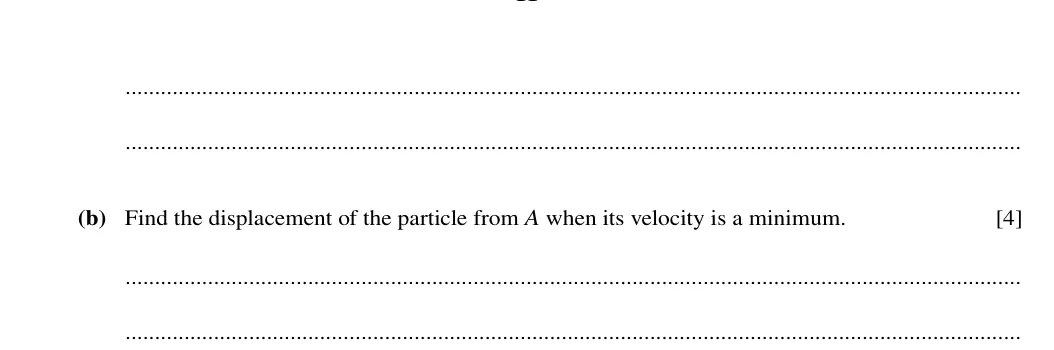 (b) Find the displacement of the particle from A when its velocity is a minimum. [4]